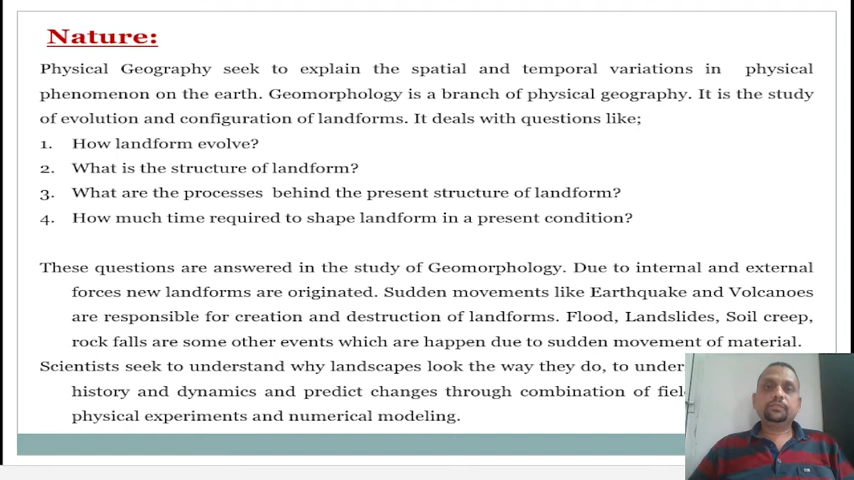 Nature:
Physical Geography seek to explain the spatial and temporal variations in physical
phenomenon on the earth. Geomorphology is a branch of physical geography. It is the study
of evolution and configuration of landforms. It deals with questions like;
1. How landform evolve?
2. What is the structure of landform?
3. What are the processes behind the present structure of landform?
4. How much time required to shape landform in a present condition?
These questions are answered in the study of Geomorphology. Due to internal and external
forces new landforms are originated. Sudden movements like Earthquake and Volcanoes
are responsible for creation and destruction of landforms. Flood, Landslides, Soil creep,
rock falls are some other events which are happen due to sudden movement of material.
Scientists seek to understand why landscapes look the way they do, to
history and dynamics and predict changes through combination of
physical experiments and numerical modeling.